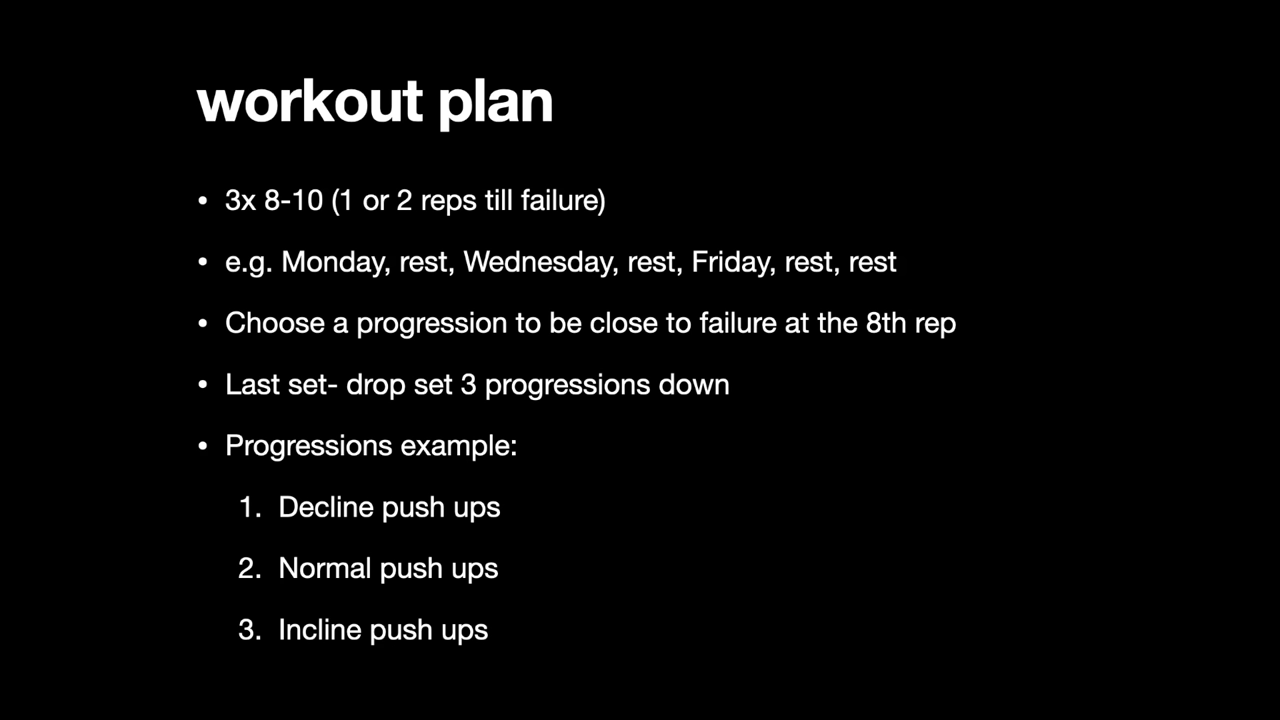 workout plan
• 3x 8-10 (1 or 2 reps till failure)
• e.g. Monday, rest, Wednesday, rest, Friday, rest, rest
• Choose a progression to be close to failure at the 8th rep
• Last set- drop set 3 progressions down
• Progressions example:
1. Decline push ups
2. Normal push ups
3. Incline push ups